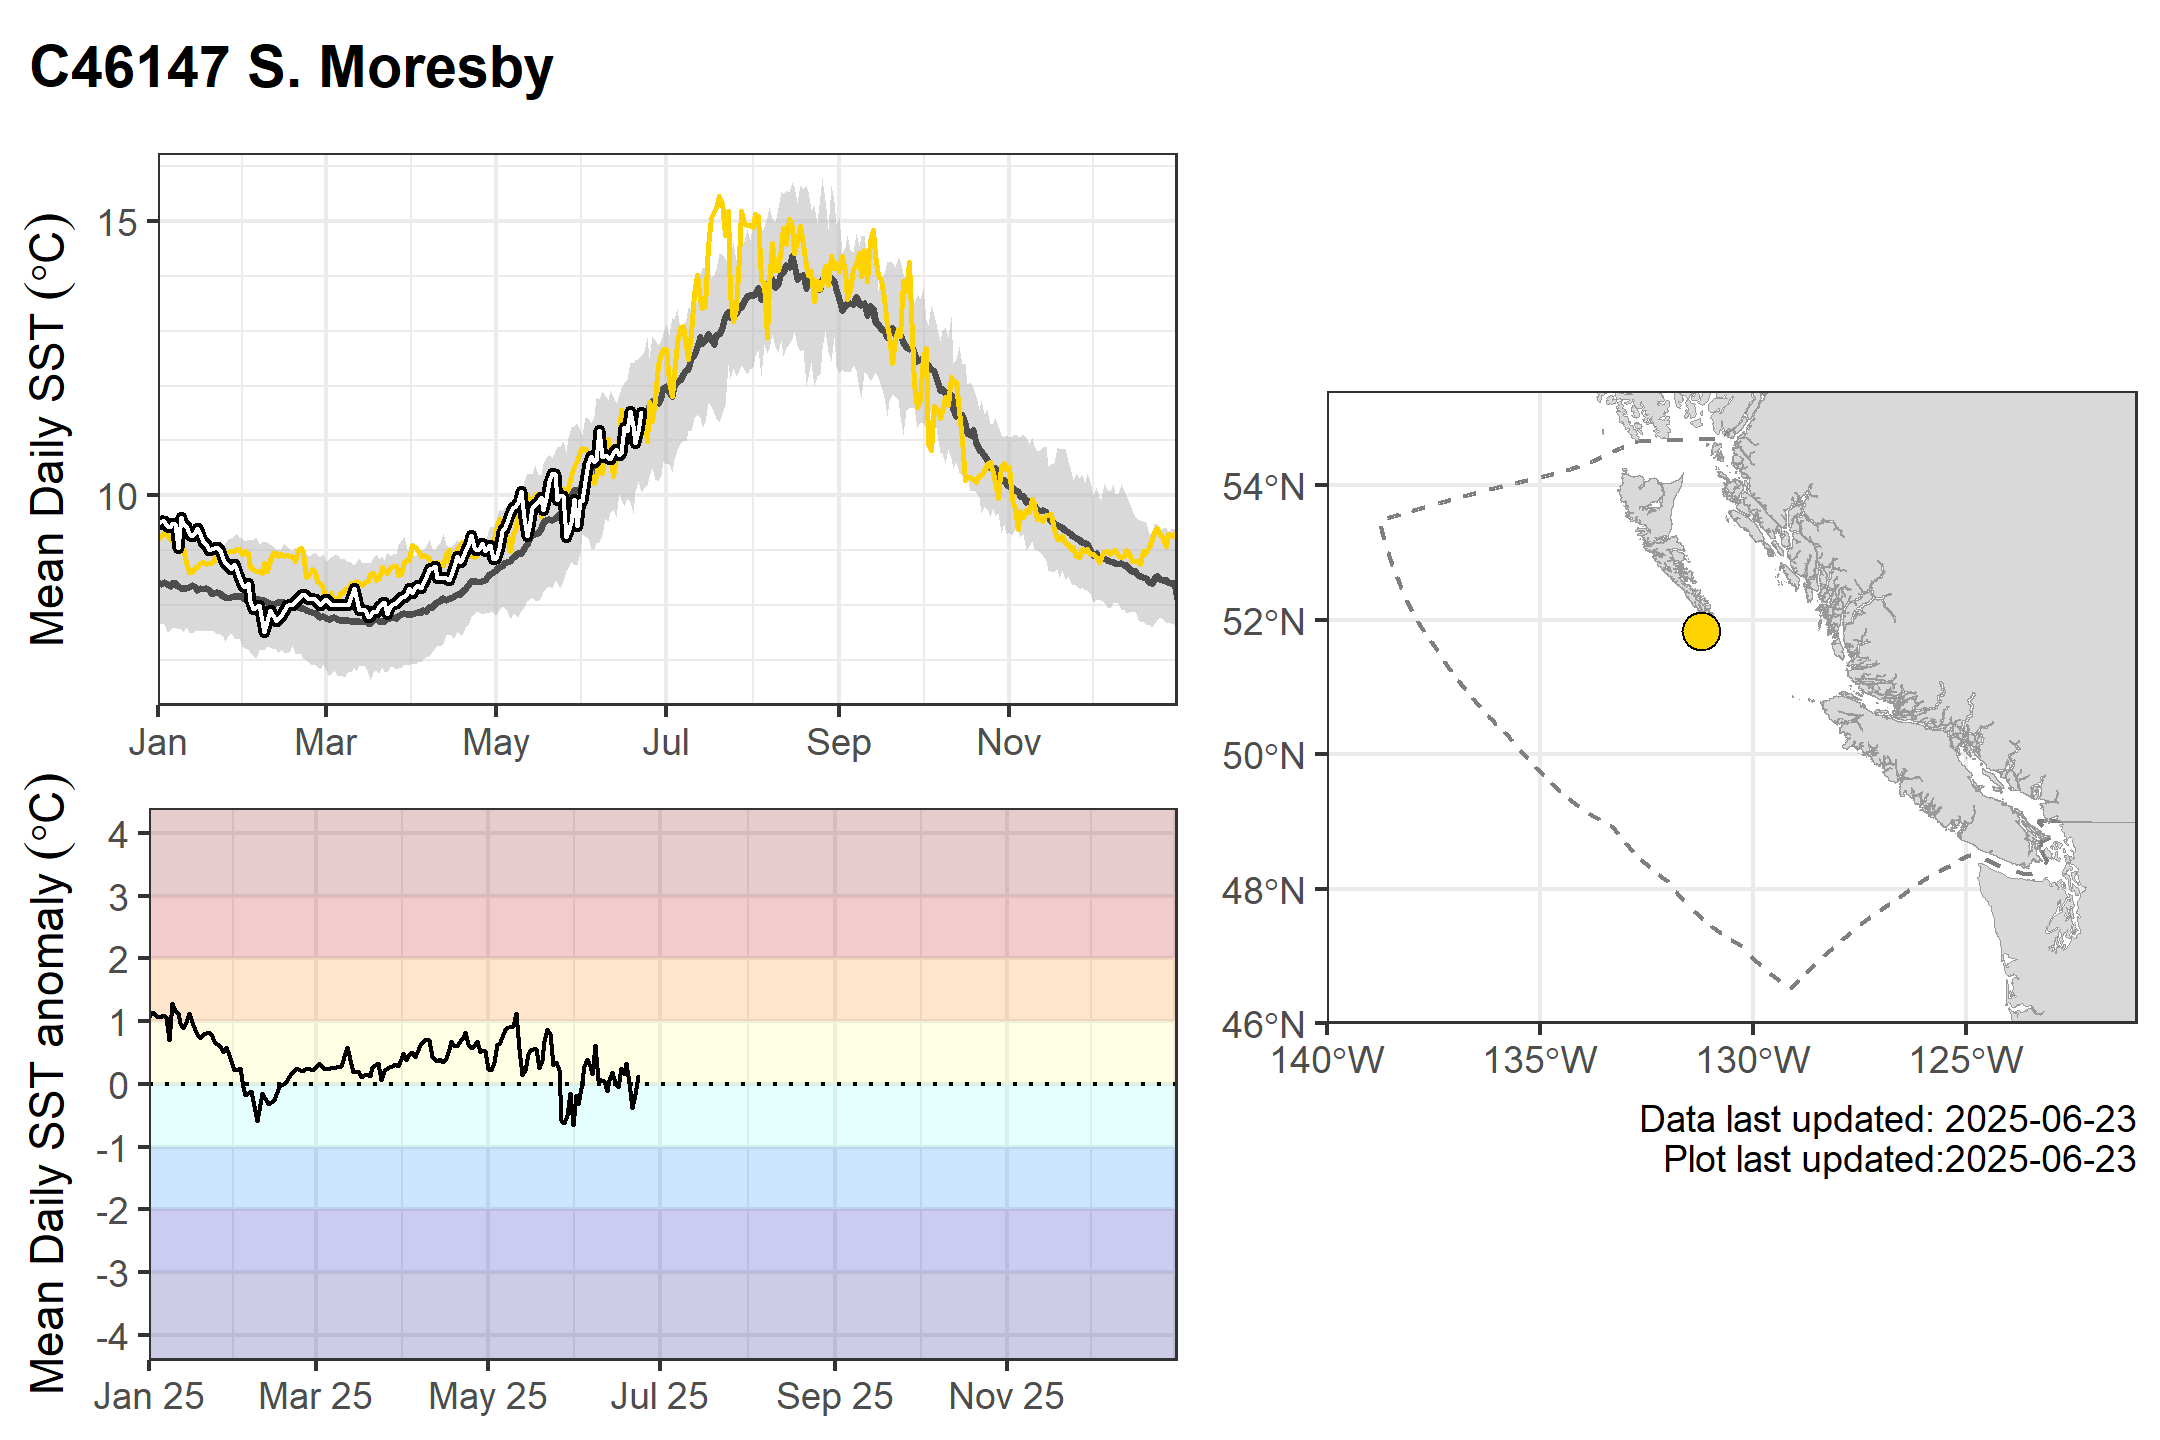 C46147 S. Moresby
Mean Daily SST (°C)
15
10
Jan Mar May Jul Sep Nov
Mean Daily SST anomaly (°C)
4
3
2
1
0
-1
-2
-3
-4
Jan 25 Mar 25 May 25 Jul 25 Sep 25 Nov 25
54°N
52°N
50°N
48°N
46°N
140°W 135°W 130°W 125°W
Data last updated: 2025-06-23
Plot last updated:2025-06-23